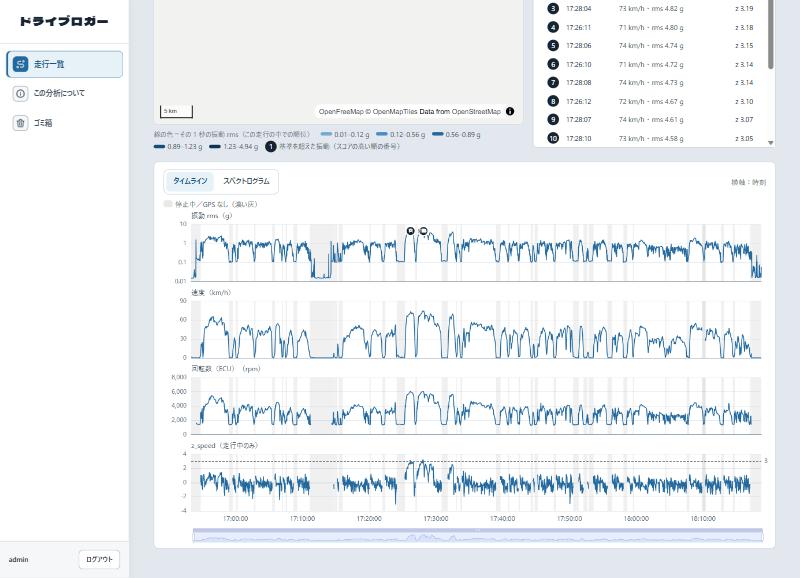 ドライブロガー
走行一覧
この分析について
ゴミ箱
admin
ログアウト
5 km
OpenFreeMap © OpenMapTiles Data from OpenStreetMap
3 17:28:04 73 km/h・rms 4.82 g z 3.19
4 17:26:11 71 km/h・rms 4.80 g z 3.18
5 17:28:06 74 km/h・rms 4.74 g z 3.15
6 17:26:10 71 km/h・rms 4.72 g z 3.14
7 17:28:08 74 km/h・rms 4.73 g z 3.14
8 17:26:12 72 km/h・rms 4.67 g z 3.10
9 17:28:07 74 km/h・rms 4.61 g z 3.07
10 17:28:10 73 km/h・rms 4.58 g z 3.05
線の色＝その 1 秒の振動 rms（この走行の中での順位） 0.01–0.12 g 0.12–0.56 g 0.56–0.89 g
0.89–1.23 g 1.23–4.94 g 1 基準を超えた振動（スコアの高い順の番号）
タイムライン スペクトログラム
横軸：時刻
停止中／GPS なし（濃い灰）
振動 rms（g）
10
1
0.1
0.01
速度（km/h）
90
60
30
0
回転数（ECU）（rpm）
8,000
6,000
4,000
2,000
0
z_speed（走行中のみ）
4
2
0
-2
-4
3
17:00:00 17:10:00 17:20:00 17:30:00 17:40:00 17:50:00 18:00:00 18:10:00